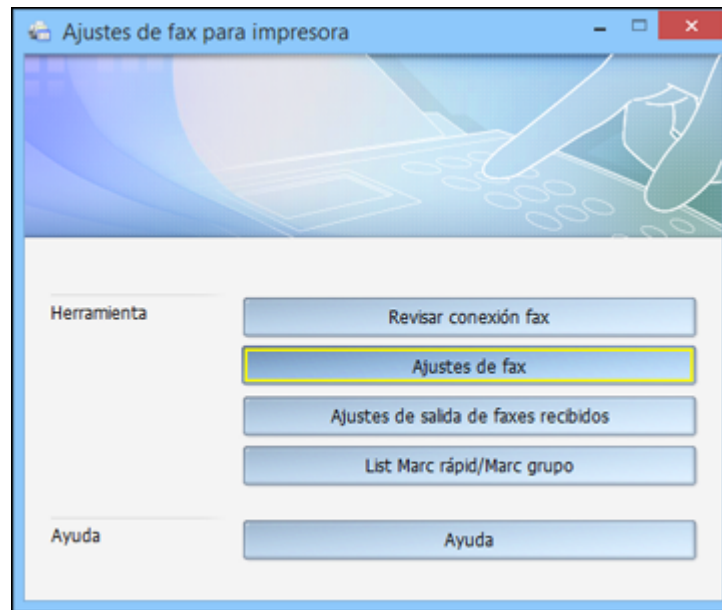 Ajustes de fax para impresora
Herramienta
Revisar conexión fax
Ajustes de fax
Ajustes de salida de faxes recibidos
List Marc rápid/Marc grupo
Ayuda
Ayuda